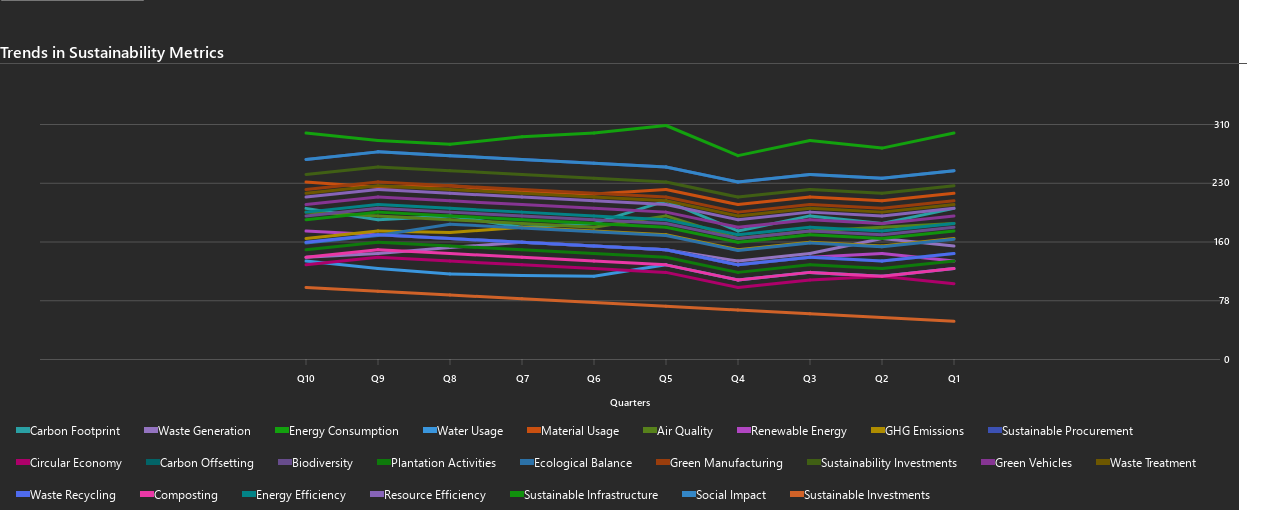 Trends in Sustainability Metrics
310
230
160
78
0
Q10 Q9 Q8 Q7 Q6 Q5 Q4 Q3 Q2 Q1
Quarters
Carbon Footprint Waste Generation Energy Consumption Water Usage Material Usage Air Quality Renewable Energy GHG Emissions Sustainable Procurement
Circular Economy Carbon Offsetting Biodiversity Plantation Activities Ecological Balance Green Manufacturing Sustainability Investments Green Vehicles Waste Treatment
Waste Recycling Composting Energy Efficiency Resource Efficiency Sustainable Infrastructure Social Impact Sustainable Investments